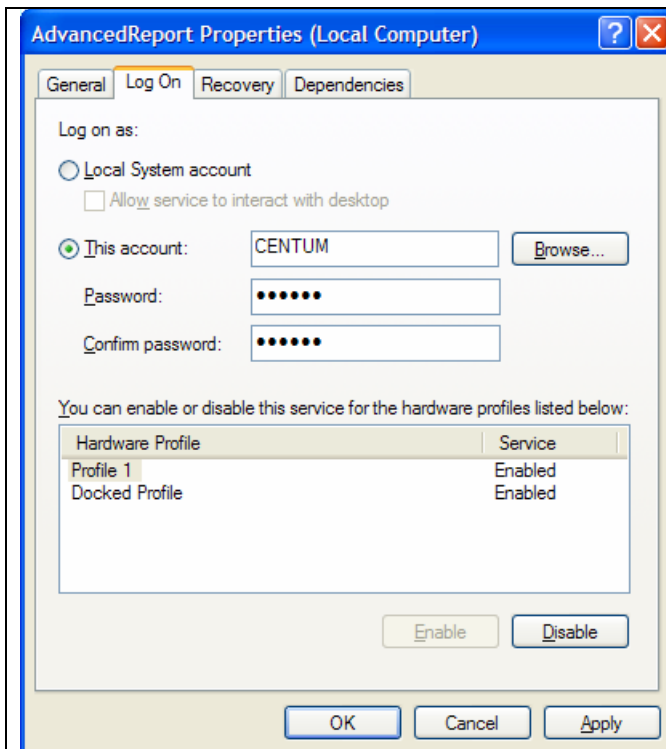 AdvancedReport Properties (Local Computer)
General Log On Recovery Dependencies
Log on as:
Local System account
Allow service to interact with desktop
This account: CENTUM Browse...
Password: ••••••
Confirm password: ••••••
You can enable or disable this service for the hardware profiles listed below:
Hardware Profile Service
Profile 1 Enabled
Docked Profile Enabled
Enable Disable
OK Cancel Apply